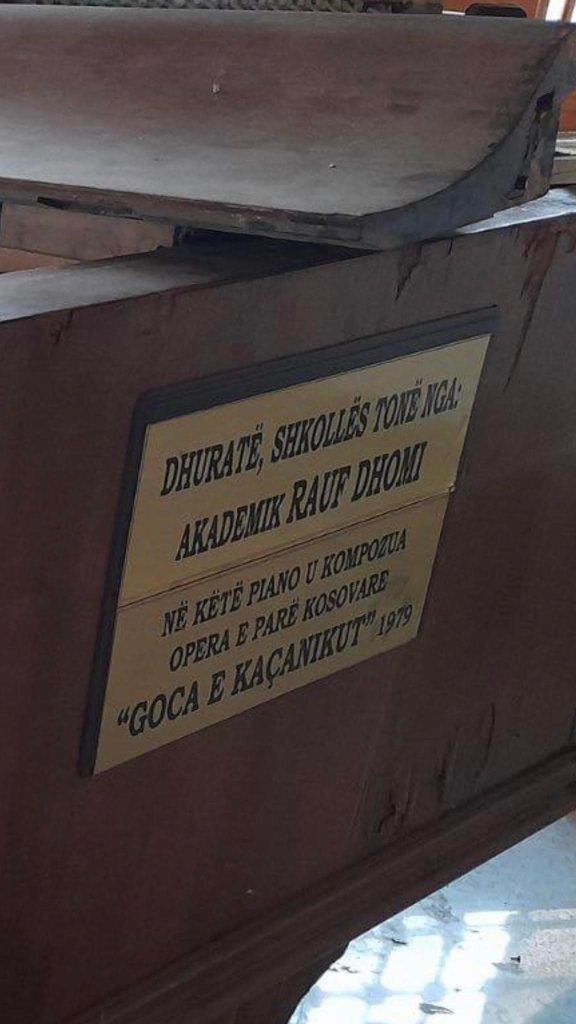 DHURATË, SHKOLLËS TONË NGA:
AKADEMIK RAUF DHOMI
NË KËTË PIANO U KOMPOZUA
OPERA E PARË KOSOVARE
“GOCA E KAÇANIKUT” 1979